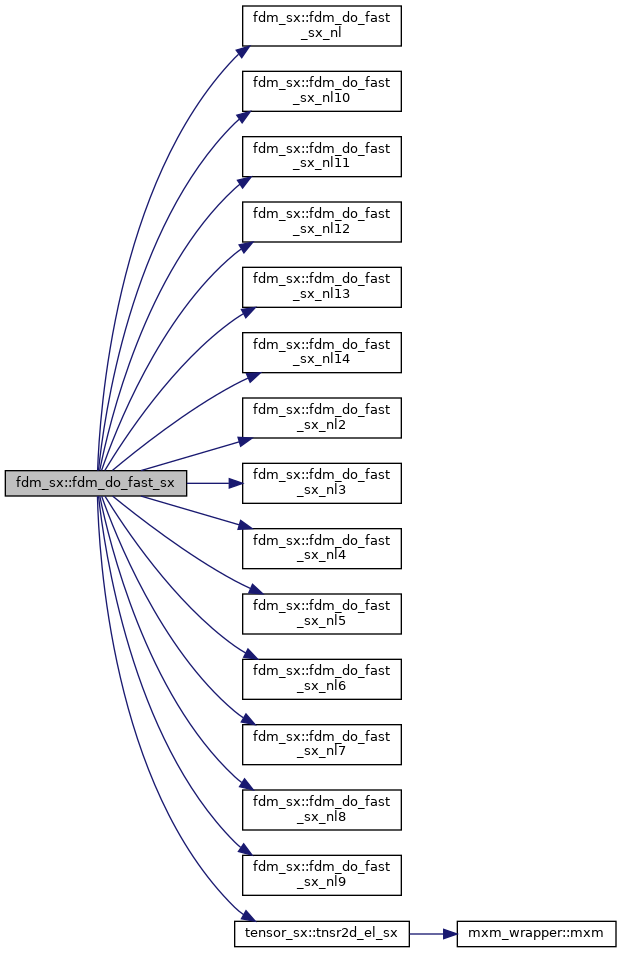 fdm_sx::fdm_do_fast
_sx_nl
fdm_sx::fdm_do_fast
_sx_nl10
fdm_sx::fdm_do_fast
_sx_nl11
fdm_sx::fdm_do_fast
_sx_nl12
fdm_sx::fdm_do_fast
_sx_nl13
fdm_sx::fdm_do_fast
_sx_nl14
fdm_sx::fdm_do_fast
_sx_nl2
fdm_sx::fdm_do_fast_sx
fdm_sx::fdm_do_fast
_sx_nl3
fdm_sx::fdm_do_fast
_sx_nl4
fdm_sx::fdm_do_fast
_sx_nl5
fdm_sx::fdm_do_fast
_sx_nl6
fdm_sx::fdm_do_fast
_sx_nl7
fdm_sx::fdm_do_fast
_sx_nl8
fdm_sx::fdm_do_fast
_sx_nl9
tensor_sx::tnsr2d_el_sx
mxm_wrapper::mxm